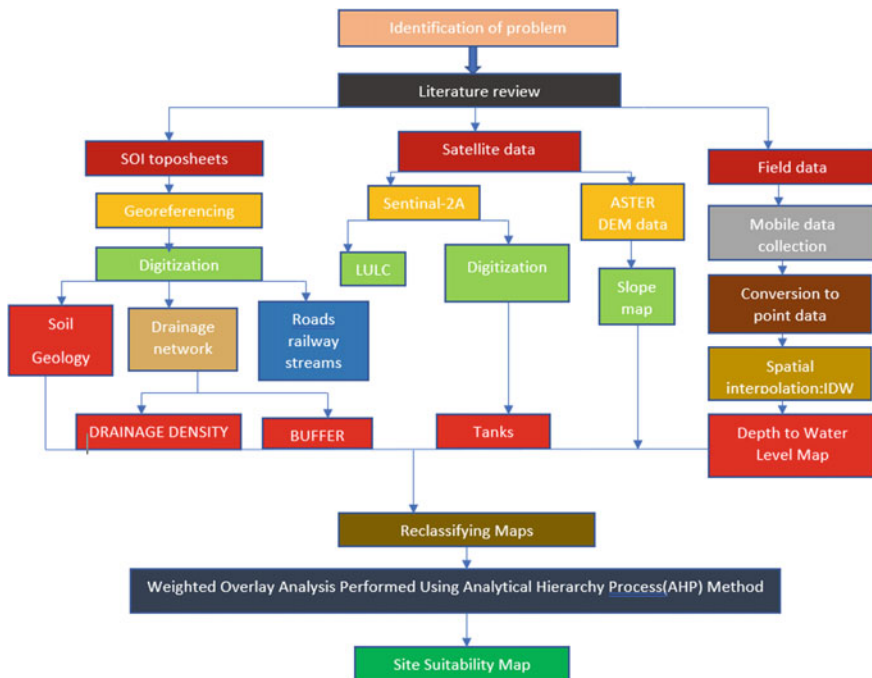 Identification of problem
Literature review
SOI toposheets
Satellite data
Field data
Georeferencing
Sentinal-2A
ASTER
DEM data
Mobile data
collection
Digitization
LULC
Digitization
Slope
map
Conversion to
point data
Soil
Geology
Drainage
network
Roads
railway
streams
Spatial
interpolation:IDW
DRAINAGE DENSITY
BUFFER
Tanks
Depth to Water
Level Map
Reclassifying Maps
Weighted Overlay Analysis Performed Using Analytical Hierarchy Process(AHP) Method
Site Suitability Map